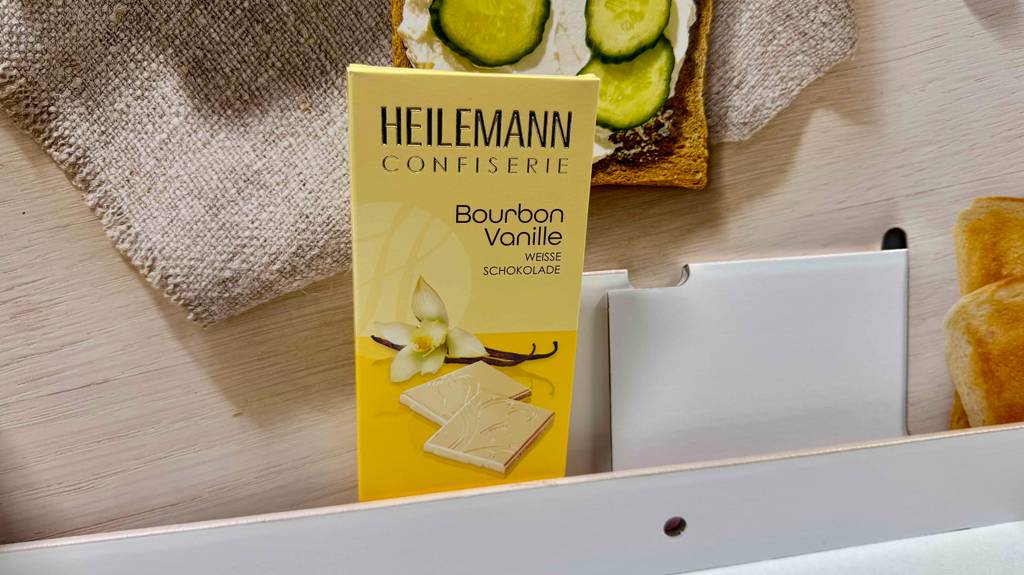 HEILEMANN
CONFISERIE
Bourbon
Vanille
WEISSE
SCHOKOLADE